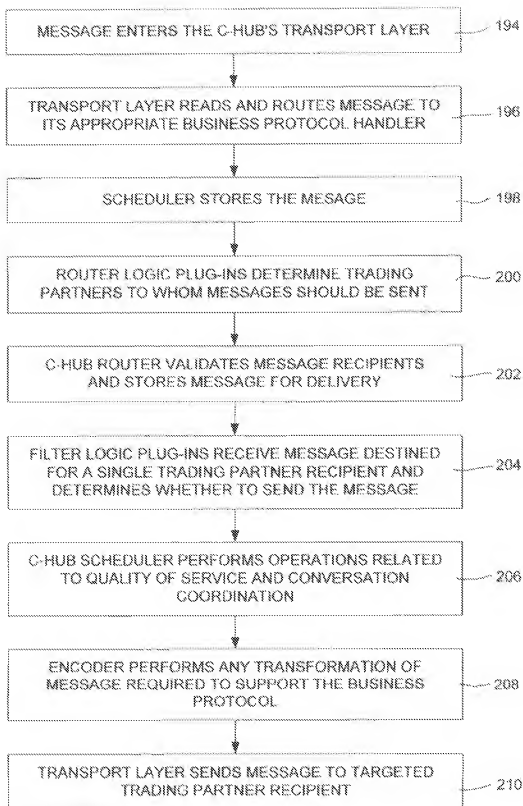 MESSAGE ENTERS THE C-HUB'S TRANSPORT LAYER
194
TRANSPORT LAYER READS AND ROUTES MESSAGE TO
ITS APPROPRIATE BUSINESS PROTOCOL HANDLER
196
SCHEDULER STORES THE MESAGE
198
ROUTER LOGIC PLUG-INS DETERMINE TRADING
PARTNERS TO WHOM MESSAGES SHOULD BE SENT
200
C-HUB ROUTER VALIDATES MESSAGE RECIPIENTS
AND STORES MESSAGE FOR DELIVERY
202
FILTER LOGIC PLUG-INS RECEIVE MESSAGE DESTINED
FOR A SINGLE TRADING PARTNER RECIPIENT AND
DETERMINES WHETHER TO SEND THE MESSAGE
204
C-HUB SCHEDULER PERFORMS OPERATIONS RELATED
TO QUALITY OF SERVICE AND CONVERSATION
COORDINATION
206
ENCODER PERFORMS ANY TRANSFORMATION OF
MESSAGE REQUIRED TO SUPPORT THE BUSINESS
PROTOCOL
208
TRANSPORT LAYER SENDS MESSAGE TO TARGETED
TRADING PARTNER RECIPIENT
210